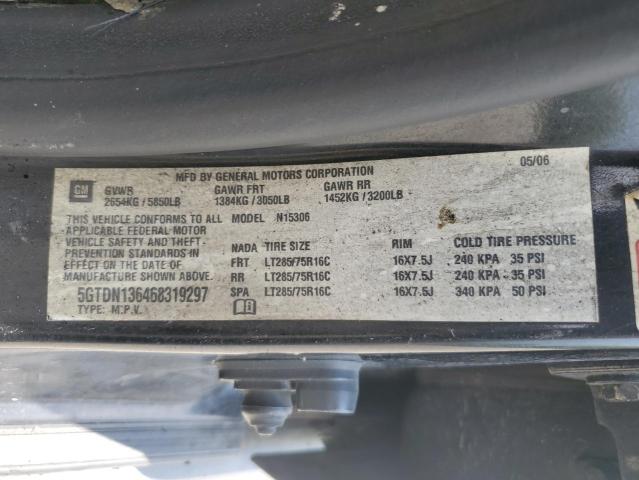 MFD BY GENERAL MOTORS CORPORATION 05/06
GM GVWR GAWR FRT GAWR RR
2654KG / 5850LB 1384KG / 3050LB 1452KG / 3200LB
THIS VEHICLE CONFORMS TO ALL MODEL N15306
APPLICABLE FEDERAL MOTOR
VEHICLE SAFETY AND THEFT-
PREVENTION STANDARDS IN
EFFECT ON THE DATE OF
MANUFACTURE SHOWN ABOVE.
5GTDN136468319297
TYPE: M.P.V.
NADA TIRE SIZE RIM COLD TIRE PRESSURE
FRT LT285/75R16C 16X7.5J 240 KPA 35 PSI
RR LT285/75R16C 16X7.5J 240 KPA 35 PSI
SPA LT285/75R16C 16X7.5J 340 KPA 50 PSI